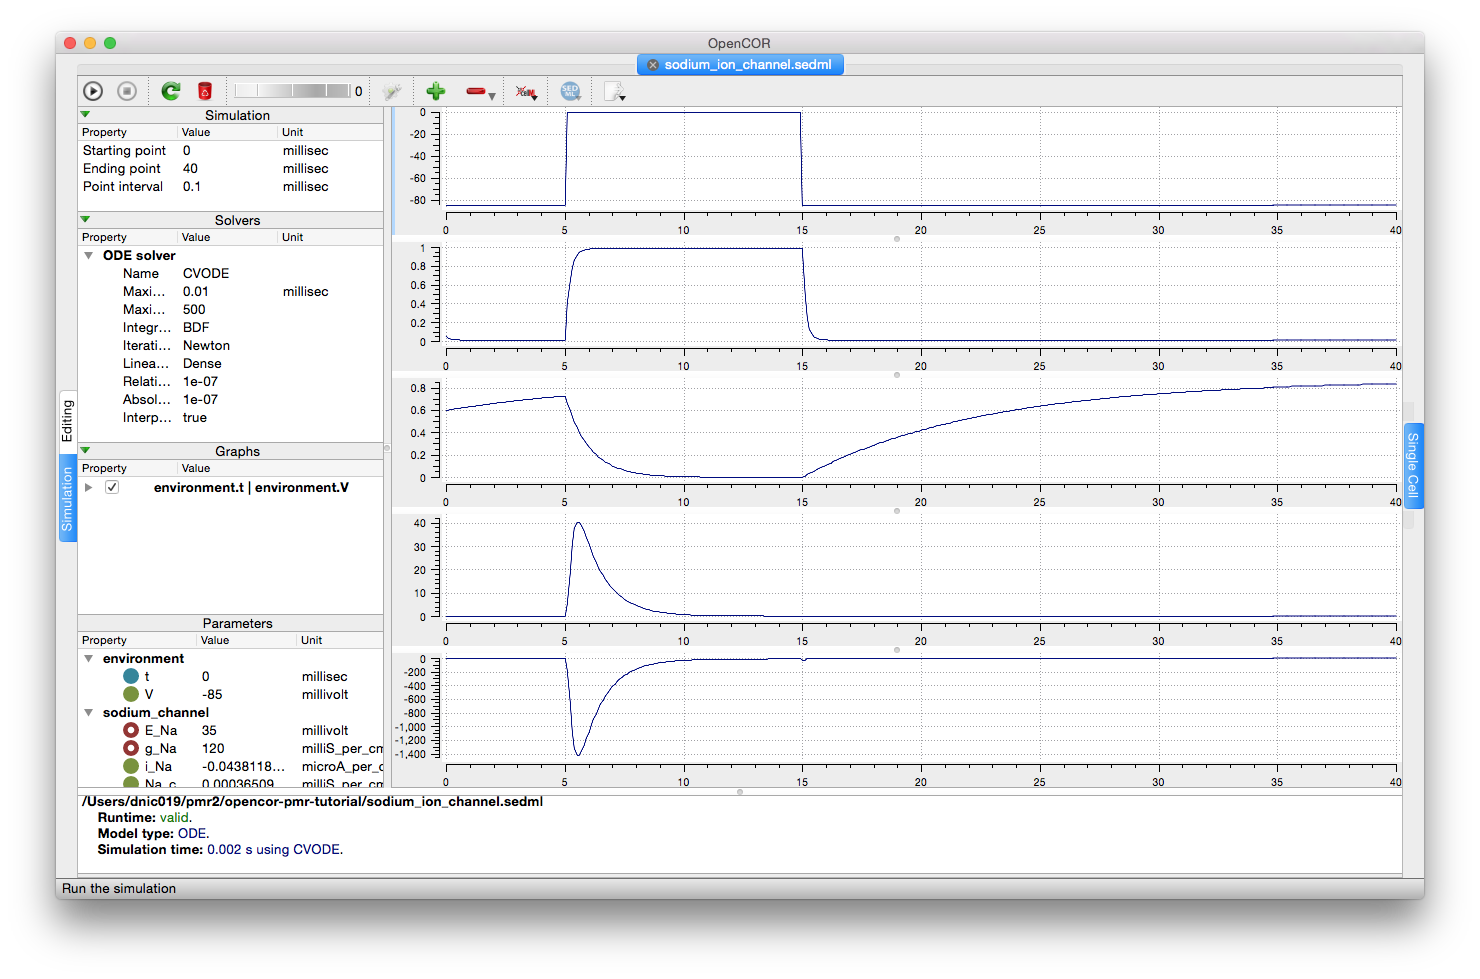 OpenCOR
sodium_ion_channel.sedml
0
SED ML
Simulation
Property Value Unit
Starting point 0 millisec
Ending point 40 millisec
Point interval 0.1 millisec
Solvers
Property Value Unit
ODE solver
Name CVODE
Maxi... 0.01 millisec
Maxi... 500
Integr... BDF
Iterati... Newton
Linea... Dense
Relati... 1e-07
Absol... 1e-07
Interp... true
Graphs
Property Value
environment.t | environment.V
Parameters
Property Value Unit
environment
t 0 millisec
V -85 millivolt
sodium_channel
E_Na 35 millivolt
g_Na 120 milliS_per_cm
i_Na -0.0438118... microA_per_c
Na_c 0.00036509 milliS_per_cm
Editing
Simulation
0
-20
-40
-60
-80
0 5 10 15 20 25 30 35 40
1
0.8
0.6
0.4
0.2
0
0 5 10 15 20 25 30 35 40
0.8
0.6
0.4
0.2
0
0 5 10 15 20 25 30 35 40
40
30
20
10
0
0 5 10 15 20 25 30 35 40
0
-200
-400
-600
-800
-1,000
-1,200
-1,400
0 5 10 15 20 25 30 35 40
Single Cell
/Users/dnic019/pmr2/opencor-pmr-tutorial/sodium_ion_channel.sedml
Runtime: valid.
Model type: ODE.
Simulation time: 0.002 s using CVODE.
Run the simulation